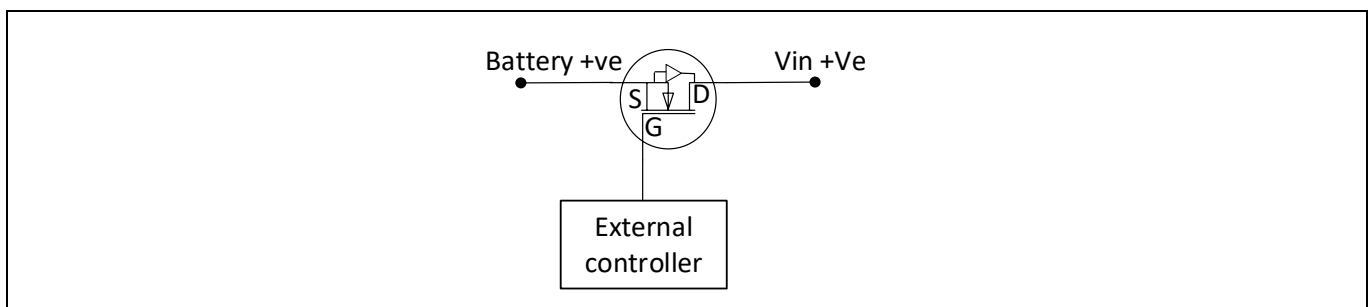 Battery +ve
Vin +Ve
S
D
G
External
controller